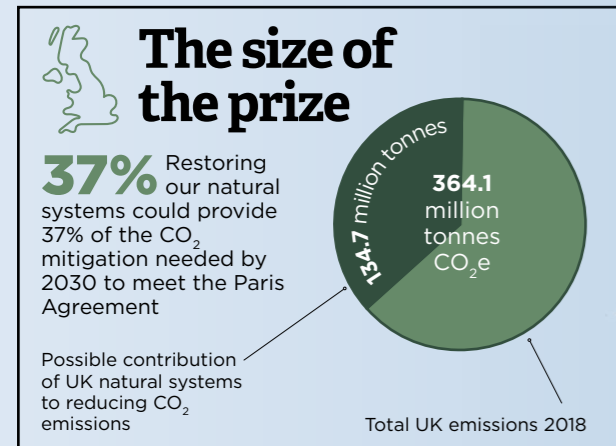 The size of
the prize
37% Restoring
our natural
systems could provide
37% of the CO₂
mitigation needed by
2030 to meet the Paris
Agreement
134.7 million tonnes
364.1
million
tonnes
CO₂e
Possible contribution
of UK natural systems
to reducing CO₂
emissions
Total UK emissions 2018